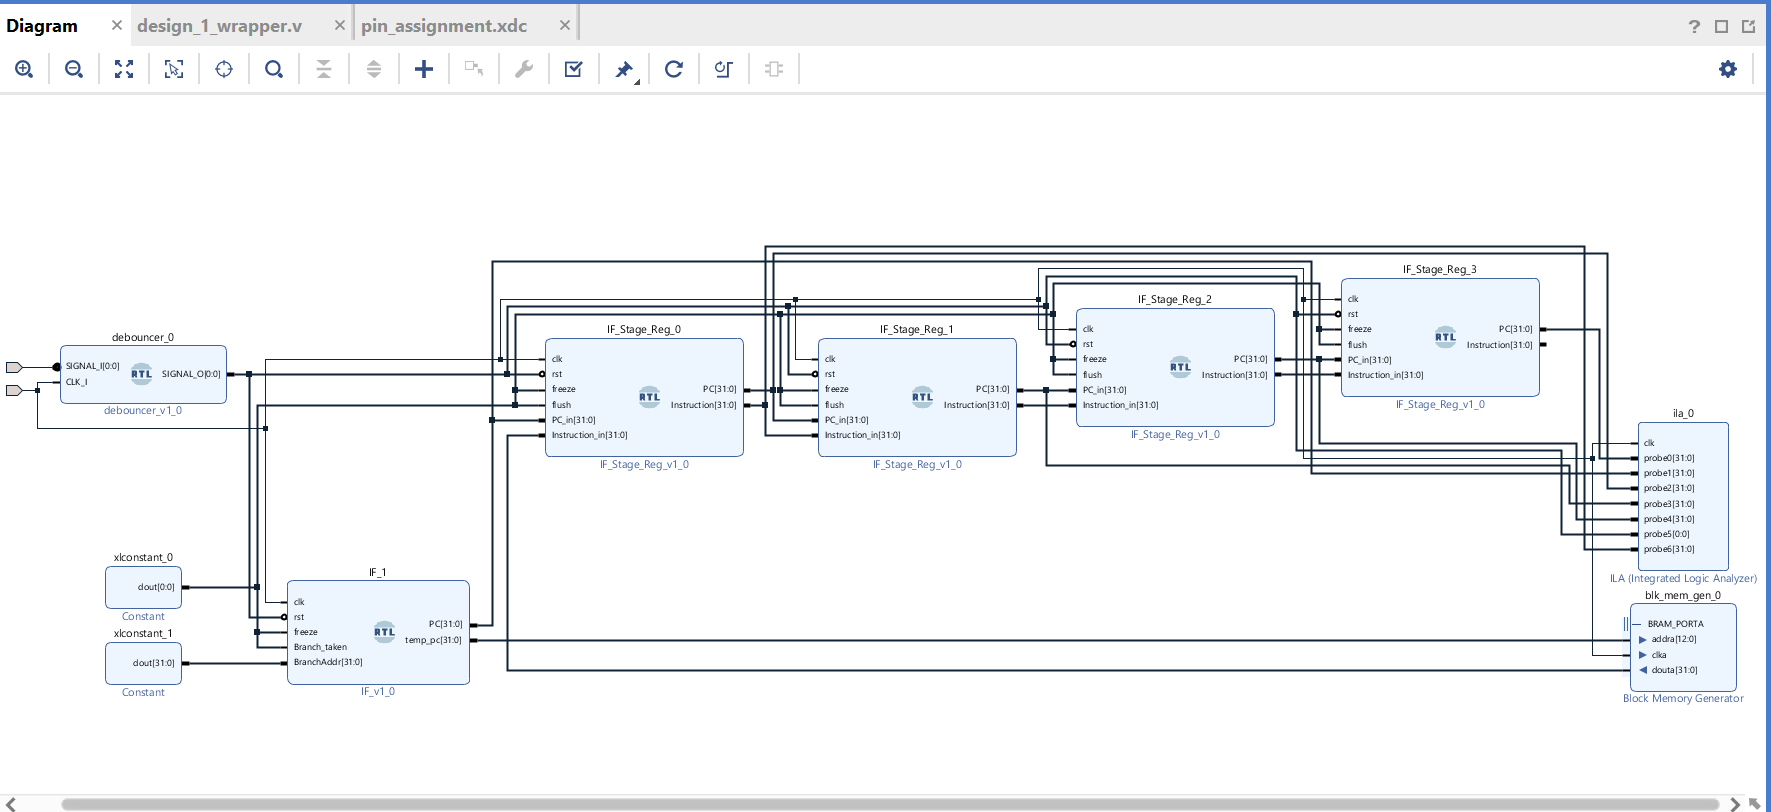 Diagram
design_1_wrapper.v
pin_assignment.xdc
?
debouncer_0
SIGNAL_I[0:0]
CLK_I
RTL
SIGNAL_O[0:0]
debouncer_v1_0
xlconstant_0
dout[0:0]
Constant
xlconstant_1
dout[31:0]
Constant
IF_1
clk
rst
freeze
Branch_taken
BranchAddr[31:0]
RTL
PC[31:0]
temp_pc[31:0]
IF_v1_0
IF_Stage_Reg_0
clk
rst
freeze
flush
PC_in[31:0]
Instruction_in[31:0]
RTL
PC[31:0]
Instruction[31:0]
IF_Stage_Reg_v1_0
IF_Stage_Reg_1
clk
rst
freeze
flush
PC_in[31:0]
Instruction_in[31:0]
RTL
PC[31:0]
Instruction[31:0]
IF_Stage_Reg_v1_0
IF_Stage_Reg_2
clk
rst
freeze
flush
PC_in[31:0]
Instruction_in[31:0]
RTL
PC[31:0]
Instruction[31:0]
IF_Stage_Reg_v1_0
IF_Stage_Reg_3
clk
rst
freeze
flush
PC_in[31:0]
Instruction_in[31:0]
RTL
PC[31:0]
Instruction[31:0]
IF_Stage_Reg_v1_0
ila_0
clk
probe0[31:0]
probe1[31:0]
probe2[31:0]
probe3[31:0]
probe4[31:0]
probe5[0:0]
probe6[31:0]
ILA (Integrated Logic Analyzer)
blk_mem_gen_0
BRAM_PORTA
addra[12:0]
clka
douta[31:0]
Block Memory Generator